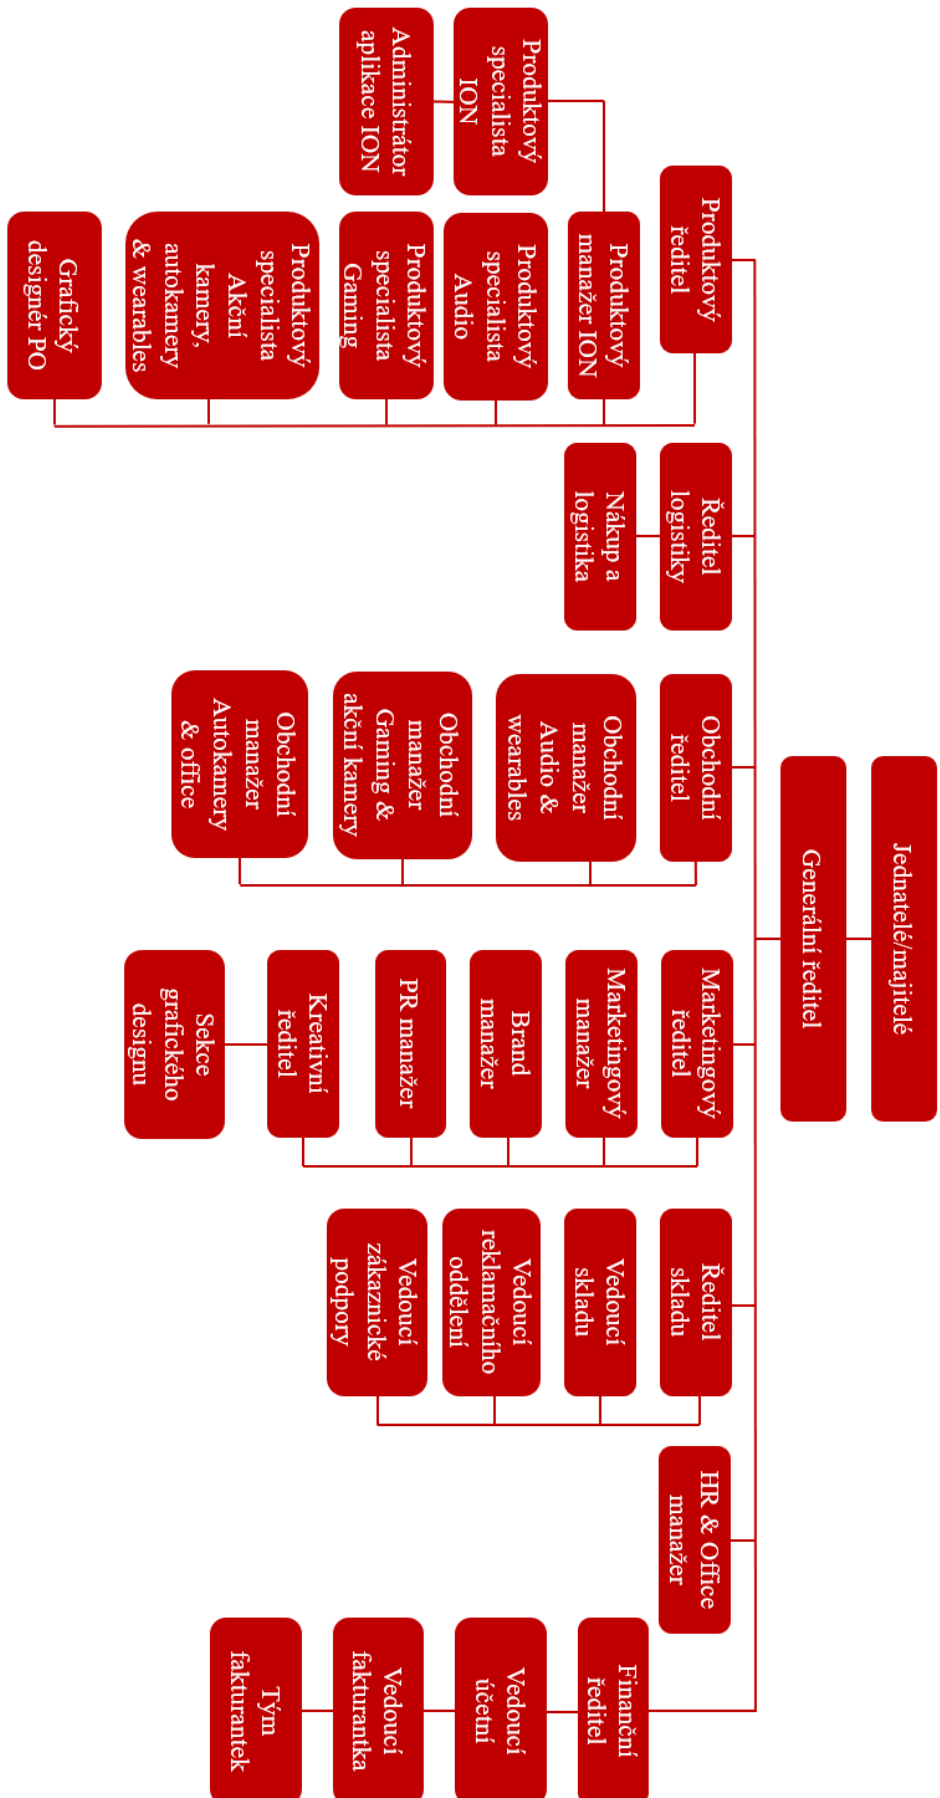 Jednatelé/majitelé
Generální ředitel
Produktový
ředitel
Ředitel
logistiky
Obchodní
ředitel
Marketingový
ředitel
Ředitel
skladu
HR & Office
manažer
Finanční
ředitel
Produktový
manažer ION
Produktový
specialista
ION
Administrátor
aplikace ION
Produktový
specialista
Audio
Produktový
specialista
Gaming
Produktový
specialista
Akční
kamery,
autokamery
& wearables
Grafický
designér PO
Nákup a
logistika
Obchodní
manažer
Audio &
wearables
Obchodní
manažer
Gaming &
akční kamery
Obchodní
manažer
Autokamery
& office
Marketingový
manažer
Brand
manažer
PR manažer
Kreativní
ředitel
Sekce
grafického
designu
Vedoucí
skladu
Vedoucí
reklamačního
oddělení
Vedoucí
zákaznické
podpory
Vedoucí
účetní
Vedoucí
fakturantka
Tým
fakturantek